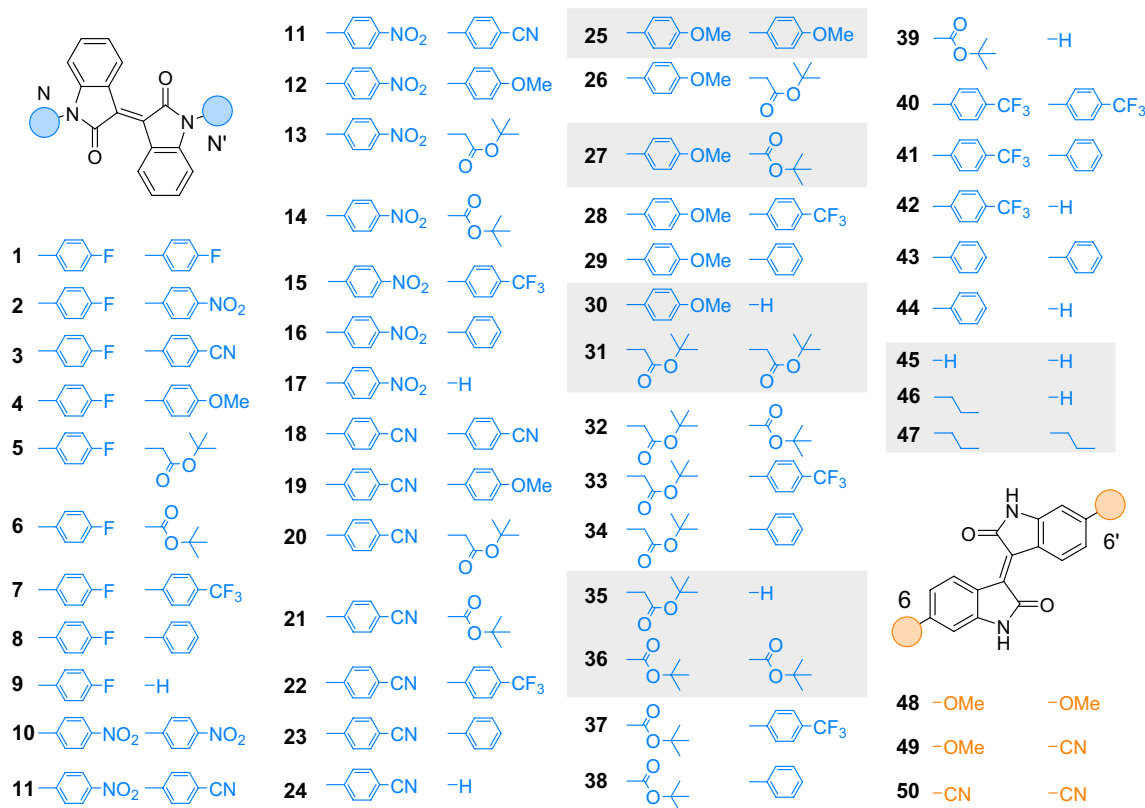 N
O
N
O
N
N'
1 F F
2 F NO2
3 F CN
4 F OMe
5 F O
O
6 F O
O
7 F CF3
8 F
9 F –H
10 NO2 NO2
11 NO2 CN
11 NO2 CN
12 NO2 OMe
13 NO2 O
O
14 NO2 O
O
15 NO2 CF3
16 NO2
17 NO2 –H
18 CN CN
19 CN OMe
20 CN O
O
21 CN O
O
22 CN CF3
23 CN
24 CN –H
25 OMe OMe
26 OMe O
O
27 OMe O
O
28 OMe CF3
29 OMe
30 OMe –H
31 O O
O O
32 O O
O O
33 O CF3
O
34 O
O
35 O –H
O
36 O O
O O
37 O CF3
O
38 O
O
39 O –H
O
40 CF3 CF3
41 CF3
42 CF3 –H
43
44 –H
45 –H –H
46 –H
47
H
N
O
6'
6
O
N
H
48 –OMe –OMe
49 –OMe –CN
50 –CN –CN